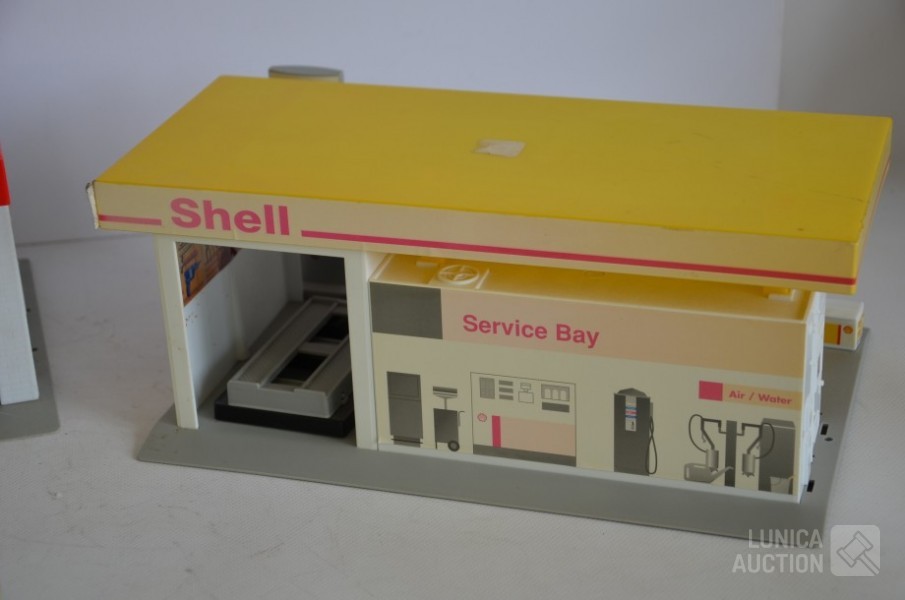 Shell
Service Bay
Air / Water
LUNICA
AUCTION